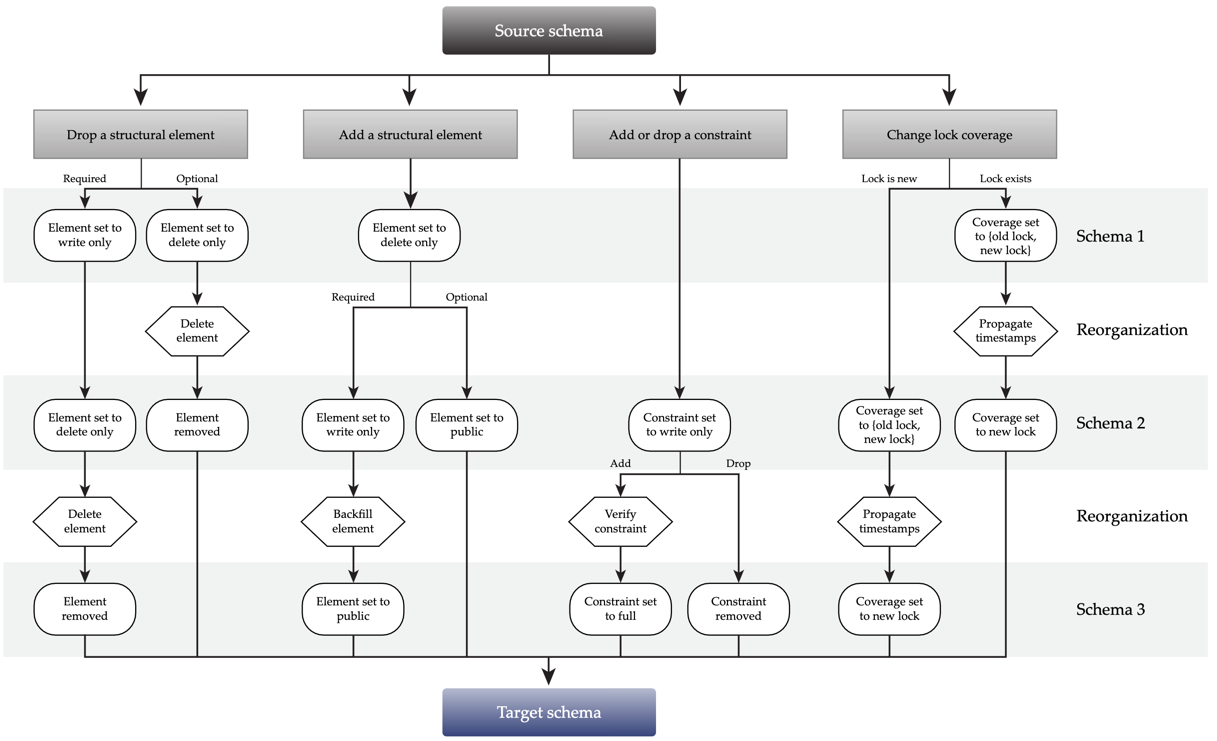 Source schema
Drop a structural element
Add a structural element
Add or drop a constraint
Change lock coverage
Required
Optional
Lock is new
Lock exists
Element set to
write only
Element set to
delete only
Element set to
delete only
Coverage set
to {old lock,
new lock}
Schema 1
Required
Optional
Delete
element
Propagate
timestamps
Reorganization
Element set to
delete only
Element
removed
Element set to
write only
Element set to
public
Constraint set
to write only
Coverage set
to {old lock,
new lock}
Coverage set
to new lock
Schema 2
Add
Drop
Delete
element
Backfill
element
Verify
constraint
Propagate
timestamps
Reorganization
Element
removed
Element set to
public
Constraint set
to full
Constraint
removed
Coverage set
to new lock
Schema 3
Target schema